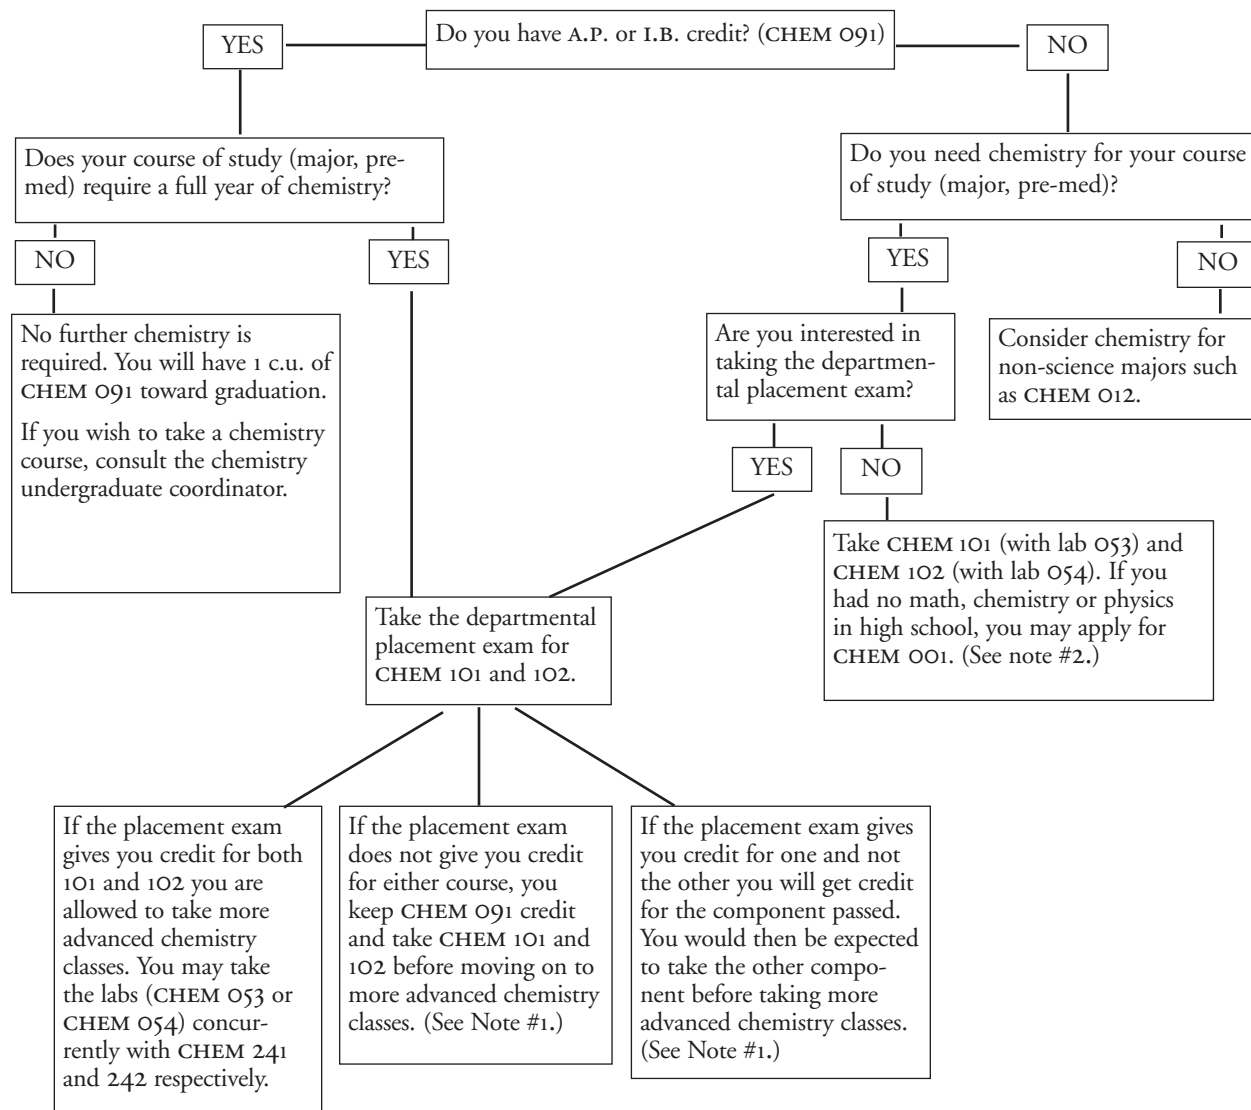 Do you have A.P. or I.B. credit? (CHEM 091)
YES
NO
Does your course of study (major, pre-
med) require a full year of chemistry?
Do you need chemistry for your course
of study (major, pre-med)?
NO
YES
YES
NO
No further chemistry is
required. You will have 1 c.u. of
CHEM 091 toward graduation.
If you wish to take a chemistry
course, consult the chemistry
undergraduate coordinator.
Are you interested in
taking the departmen-
tal placement exam?
Consider chemistry for
non-science majors such
as CHEM 012.
YES
NO
Take CHEM 101 (with lab 053) and
CHEM 102 (with lab 054). If you
had no math, chemistry or physics
in high school, you may apply for
CHEM 001. (See note #2.)
Take the departmental
placement exam for
CHEM 101 and 102.
If the placement exam
gives you credit for both
101 and 102 you are
allowed to take more
advanced chemistry
classes. You may take
the labs (CHEM 053 or
CHEM 054) concur-
rently with CHEM 241
and 242 respectively.
If the placement exam
does not give you credit
for either course, you
keep CHEM 091 credit
and take CHEM 101 and
102 before moving on to
more advanced chemistry
classes. (See Note #1.)
If the placement exam gives
you credit for one and not
the other you will get credit
for the component passed.
You would then be expected
to take the other compo-
nent before taking more
advanced chemistry classes.
(See Note #1.)